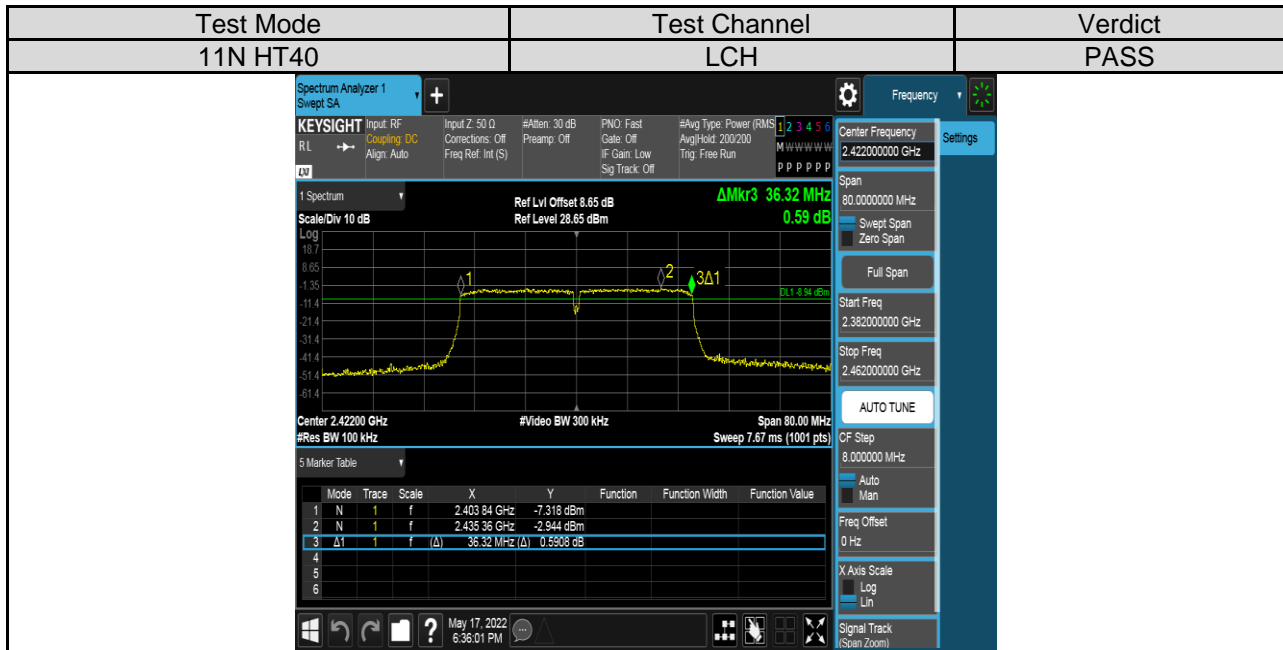 Test Mode Test Channel Verdict
11N HT40 LCH PASS
Spectrum Analyzer 1
Swept SA
+
Frequency
KEYSIGHT Input: RF Input Z: 50 Ω #Atten: 30 dB PNO: Fast #Avg Type: Power (RMS 1 2 3 4 5 6
RL Coupling: DC Corrections: Off Preamp: Off Gate: Off Avg|Hold: 200/200 M W W W W W
Align: Auto Freq Ref: Int (S) IF Gain: Low Trig: Free Run
LXI Sig Track: Off P P P P P P
1 Spectrum
Ref Lvl Offset 8.65 dB ΔMkr3 36.32 MHz
Scale/Div 10 dB Ref Level 28.65 dBm 0.59 dB
Log
18.7
8.65
-1.35
-11.4
-21.4
-31.4
-41.4
-51.4
-61.4
1 2 3Δ1
DL1 -8.94 dBm
Center 2.42200 GHz #Video BW 300 kHz Span 80.00 MHz
#Res BW 100 kHz Sweep 7.67 ms (1001 pts)
5 Marker Table
Mode Trace Scale X Y Function Function Width Function Value
1 N 1 f 2.403 84 GHz -7.318 dBm
2 N 1 f 2.435 36 GHz -2.944 dBm
3 Δ1 1 f (Δ) 36.32 MHz (Δ) 0.5908 dB
4
5
6
?
May 17, 2022
6:36:01 PM
Center Frequency
2.422000000 GHz
Settings
Span
80.0000000 MHz
Swept Span
Zero Span
Full Span
Start Freq
2.382000000 GHz
Stop Freq
2.462000000 GHz
AUTO TUNE
CF Step
8.000000 MHz
Auto
Man
Freq Offset
0 Hz
X Axis Scale
Log
Lin
Signal Track
(Span Zoom)